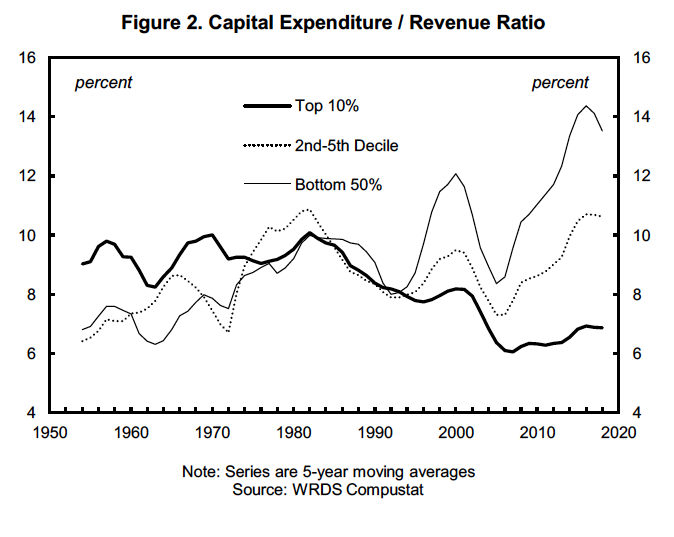 Figure 2. Capital Expenditure / Revenue Ratio
16 16
percent percent
14 14
Top 10%
2nd-5th Decile
12 12
Bottom 50%
10 10
8 8
6 6
4 4
1950 1960 1970 1980 1990 2000 2010 2020
Note: Series are 5-year moving averages
Source: WRDS Compustat